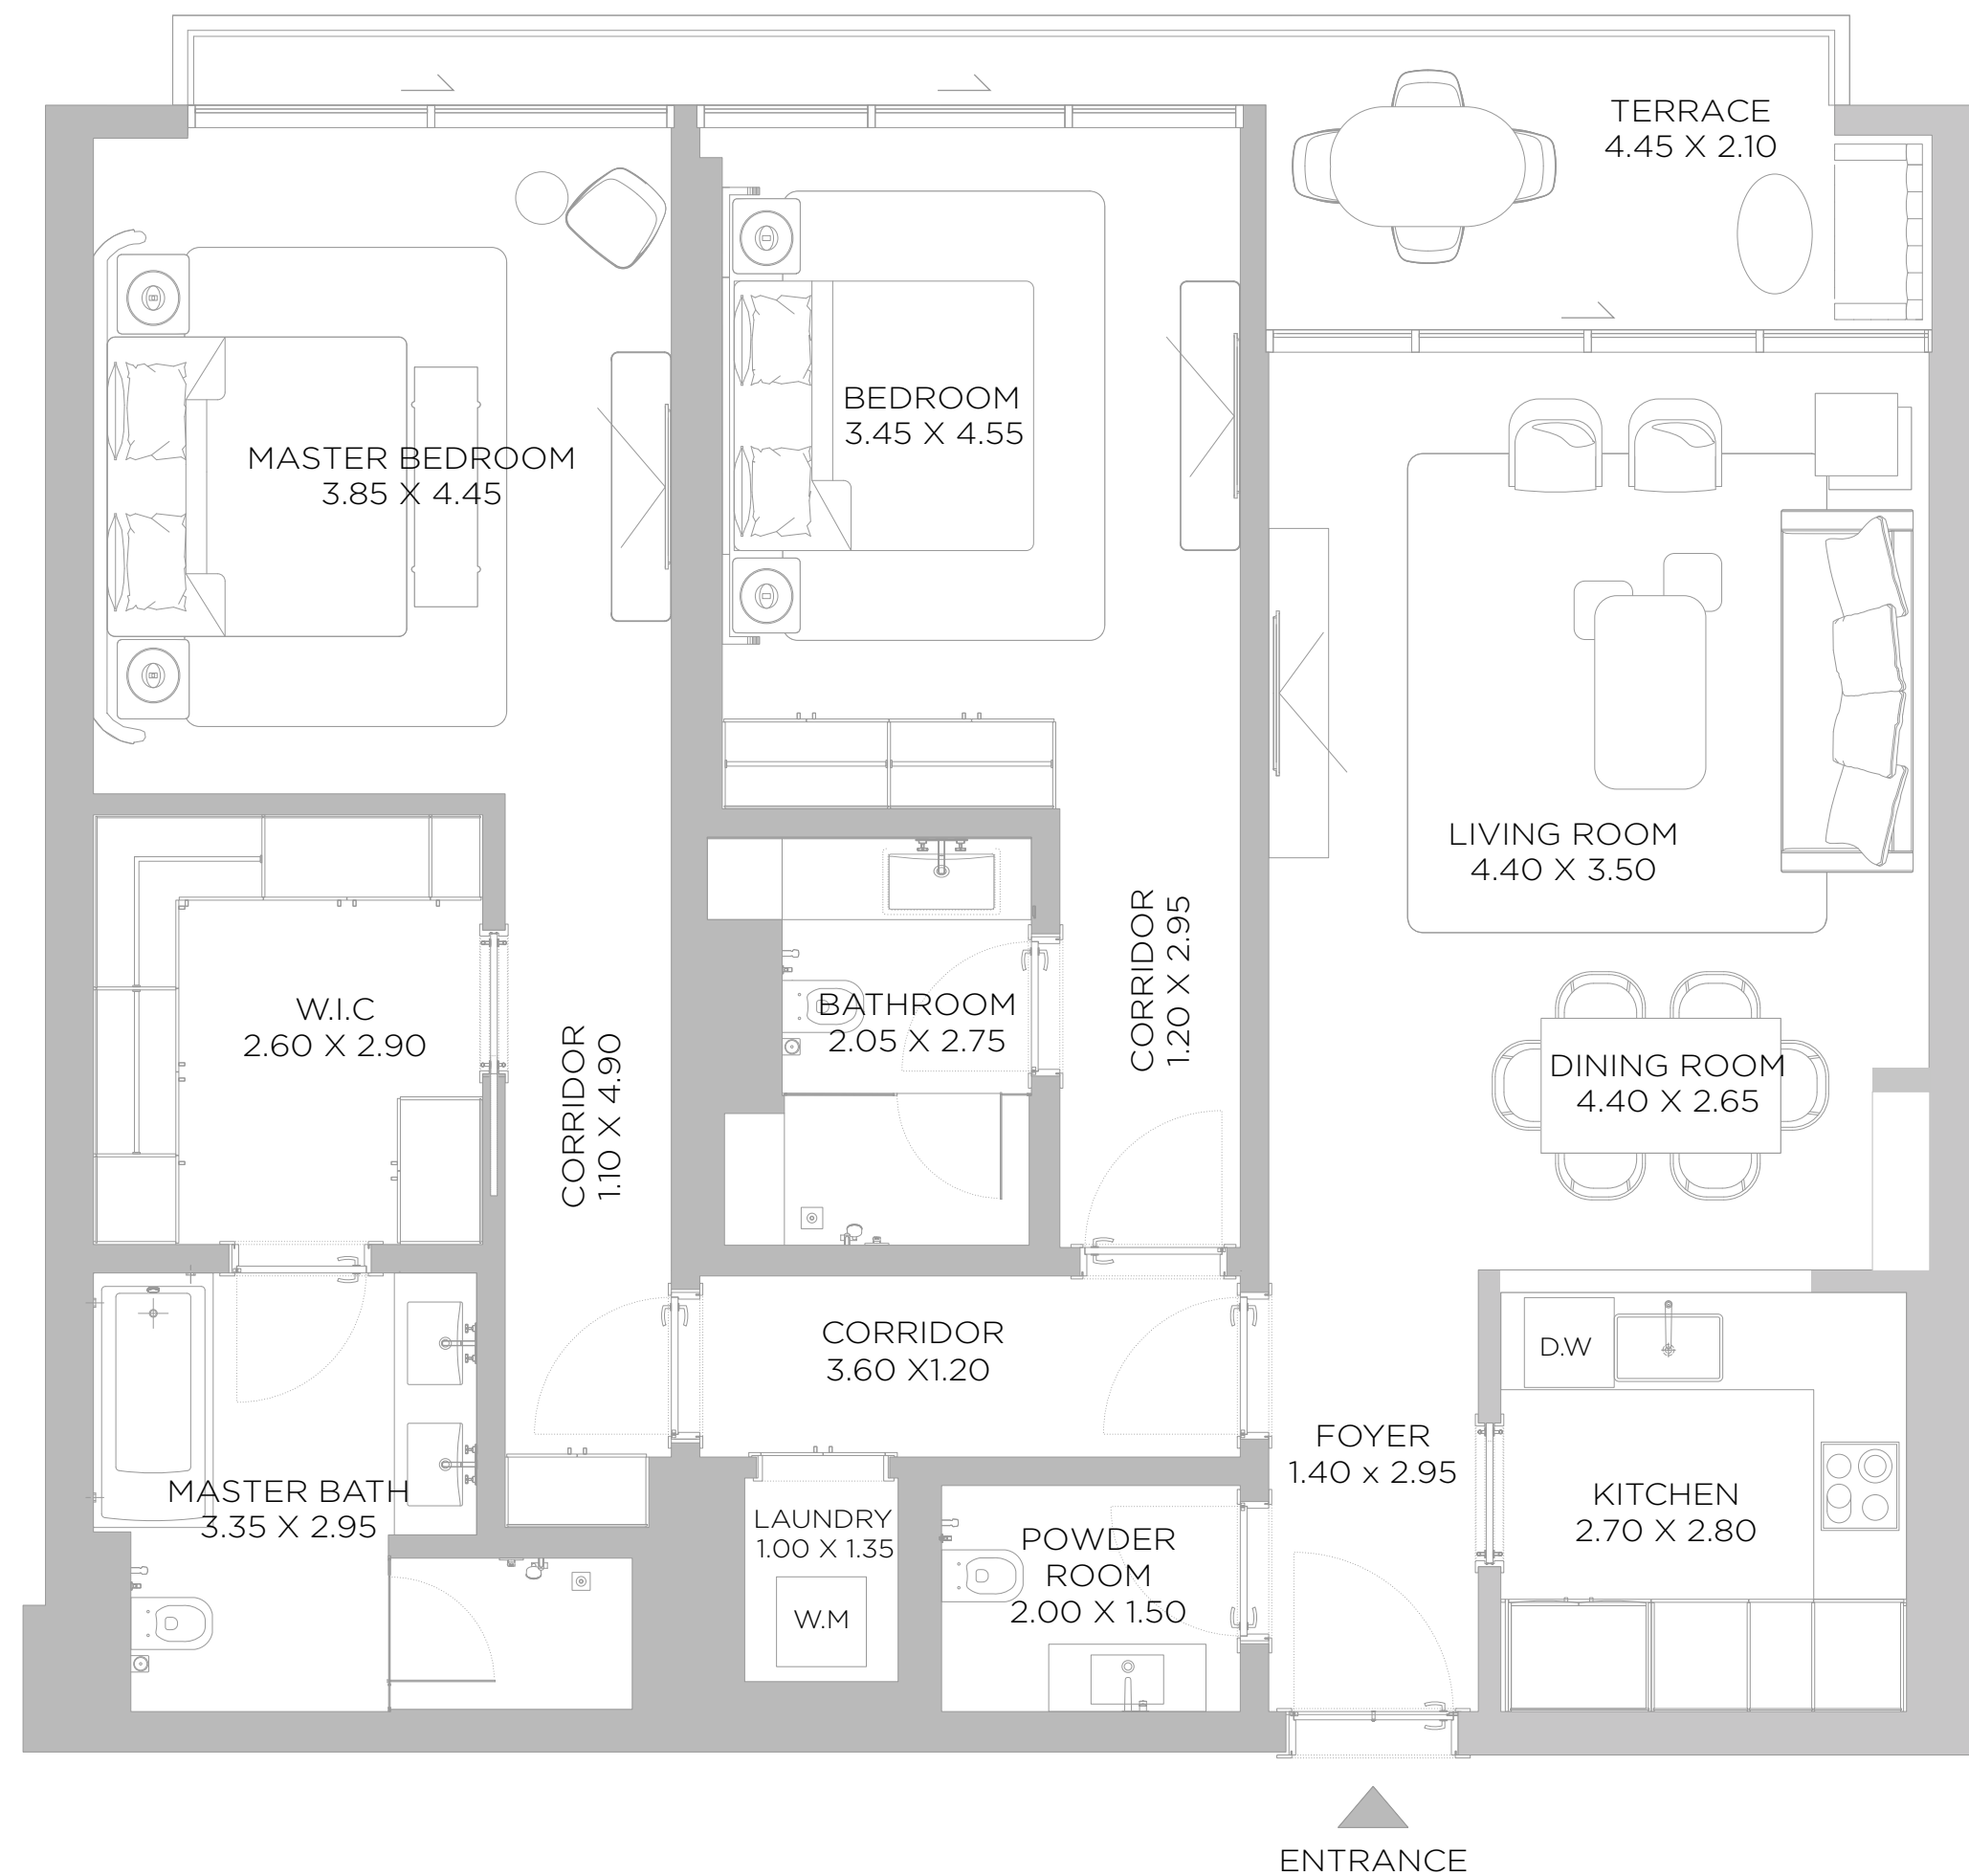 TERRACE
4.45 X 2.10
BEDROOM
3.45 X 4.55
MASTER BEDROOM
3.85 X 4.45
LIVING ROOM
4.40 X 3.50
W.I.C
2.60 X 2.90
CORRIDOR
1.10 X 4.90
BATHROOM
2.05 X 2.75
CORRIDOR
1.20 X 2.95
DINING ROOM
4.40 X 2.65
CORRIDOR
3.60 X1.20
D.W
FOYER
1.40 x 2.95
KITCHEN
2.70 X 2.80
MASTER BATH
3.35 X 2.95
LAUNDRY
1.00 X 1.35
W.M
POWDER
ROOM
2.00 X 1.50
ENTRANCE